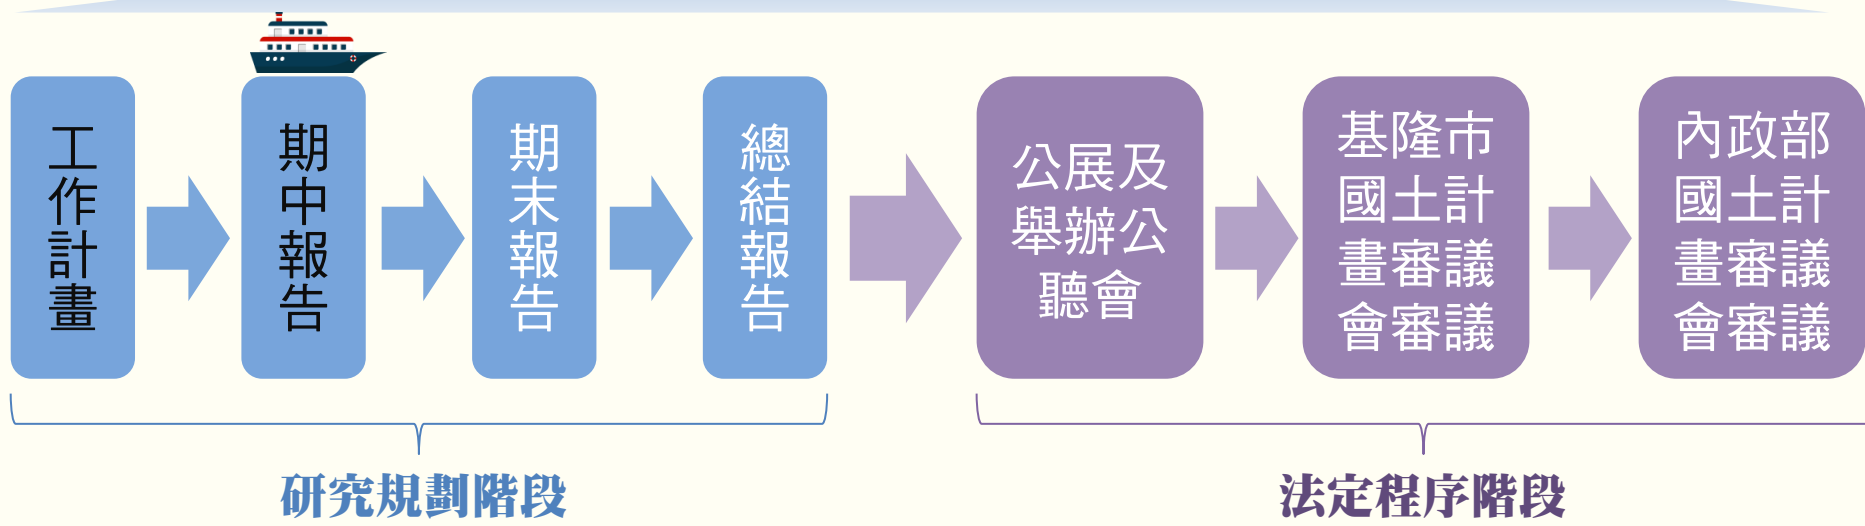 工作計畫
期中報告
期末報告
總結報告
公展及
舉辦公
聽會
基隆市
國土計
畫審議
會審議
內政部
國土計
畫審議
會審議
研究規劃階段
法定程序階段